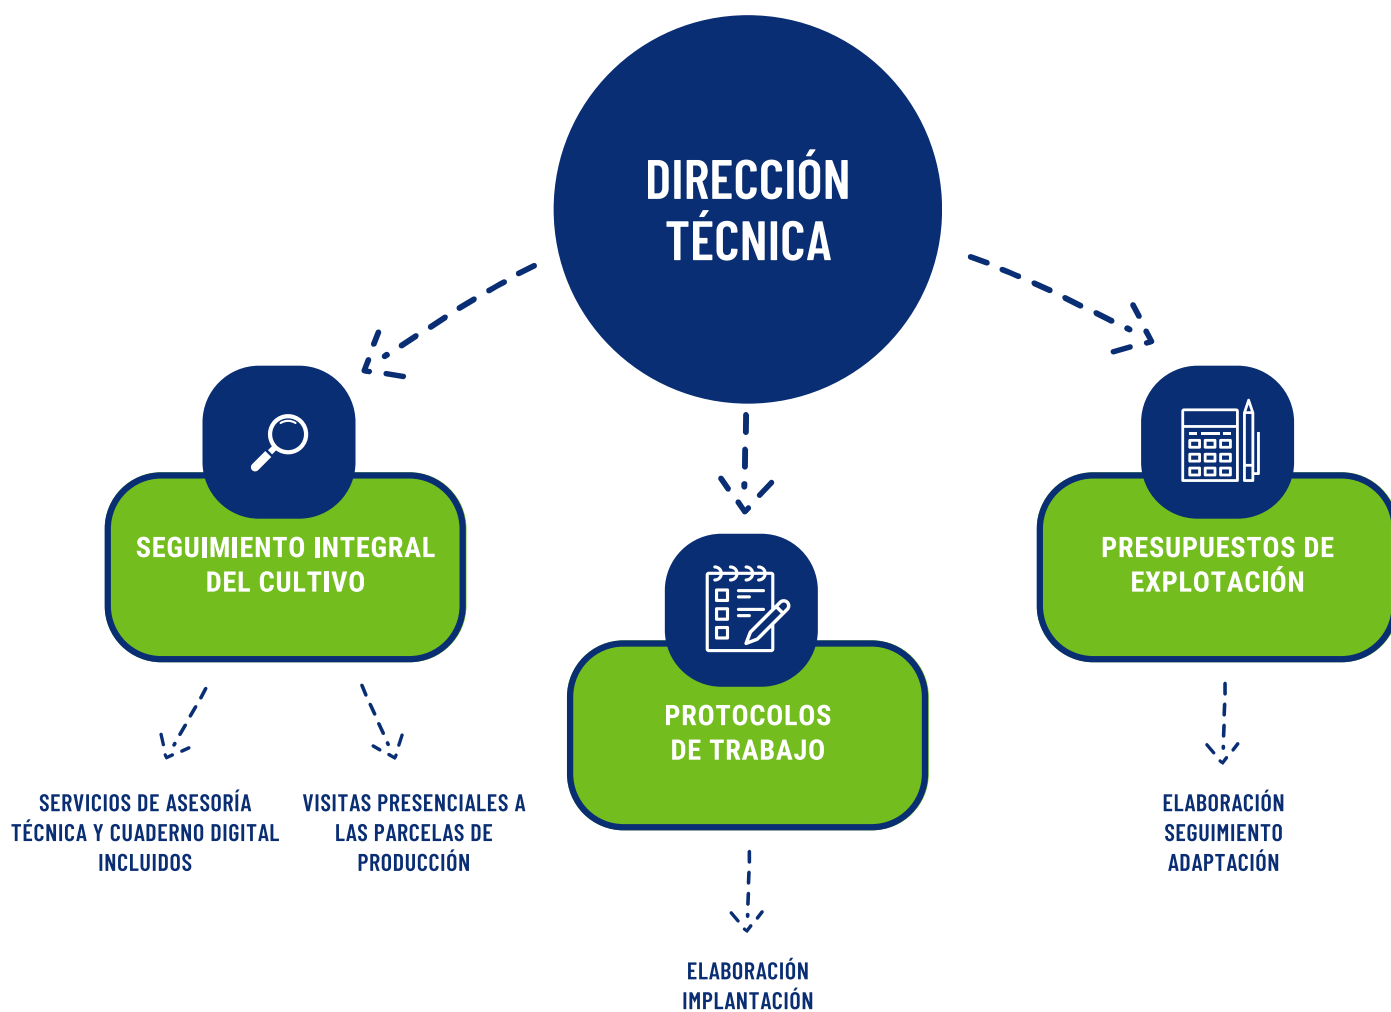 DIRECCIÓN
TÉCNICA
SEGUIMIENTO INTEGRAL
DEL CULTIVO
PROTOCOLOS
DE TRABAJO
PRESUPUESTOS DE
EXPLOTACIÓN
SERVICIOS DE ASESORÍA
TÉCNICA Y CUADERNO DIGITAL
INCLUIDOS
VISITAS PRESENCIALES A
LAS PARCELAS DE
PRODUCCIÓN
ELABORACIÓN
IMPLANTACIÓN
ELABORACIÓN
SEGUIMIENTO
ADAPTACIÓN